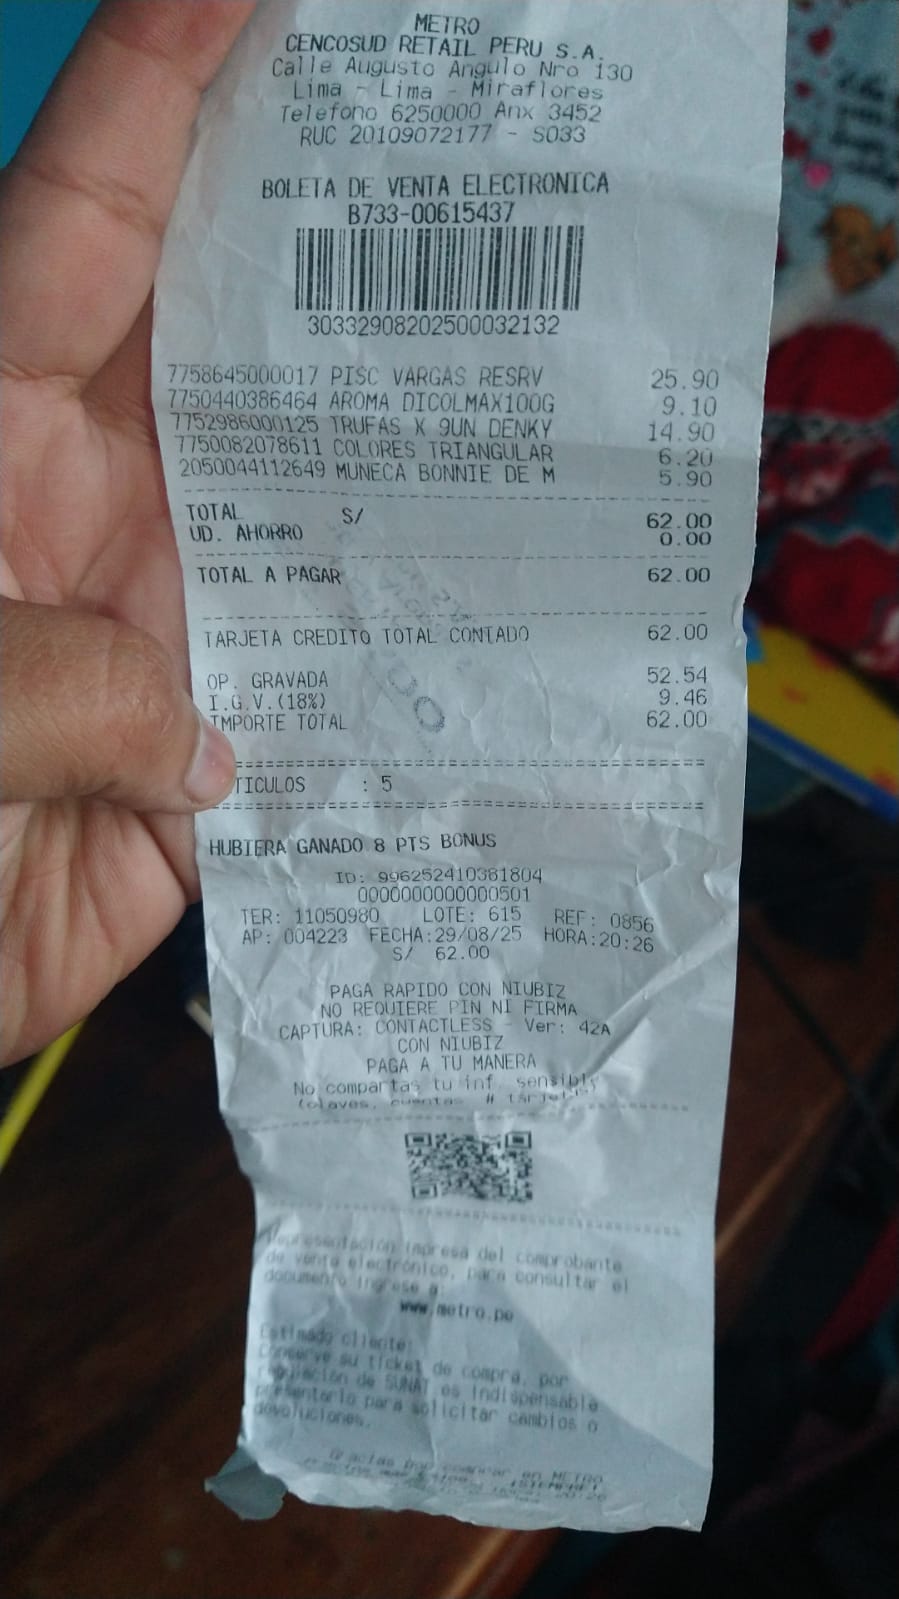 METRO
CENCOSUD RETAIL PERU S.A.
Calle Augusto Angulo Nro 130
Lima - Lima - Miraflores
Telefono 6250000 Anx 3452
RUC 20109072177 - S033
BOLETA DE VENTA ELECTRONICA
B733-00615437
30332908202500032132
7758645000017 PISC VARGAS RESRV 25.90
7750440386464 AROMA DICOLMAX100G 9.10
7752986000125 TRUFAS X 9UN DENKY 14.90
7750082078611 COLORES TRIANGULAR 6.20
2050044112649 MUNECA BONNIE DE M 5.90
TOTAL S/ 62.00
UD. AHORRO 0.00
TOTAL A PAGAR 62.00
TARJETA CREDITO TOTAL CONTADO 62.00
OP. GRAVADA 52.54
I.G.V.(18%) 9.46
IMPORTE TOTAL 62.00
TICULOS : 5
HUBIERA GANADO 8 PTS BONUS
ID: 996252410381804
0000000000000501
TER: 11050980 LOTE: 615 REF: 0856
AP: 004223 FECHA:29/08/25 HORA:20:26
S/ 62.00
PAGA RAPIDO CON NIUBIZ
NO REQUIERE PIN NI FIRMA
CAPTURA: CONTACTLESS - Ver: 42A
CON NIUBIZ
PAGA A TU MANERA
No compartas tu inf. sensibly
(claves, cuentas, # tarjeta)
Representación impresa del comprobante
de venta electrónico, para consultar el
documento ingrese a:
www.metro.pe
Estimado cliente:
Conserve su ticket de compra, por
regulación de SUNAT es indispensable
presentarlo para solicitar cambios o
devoluciones.
Gracias por comprar en METRO
¡SIEMPRE!
20:26